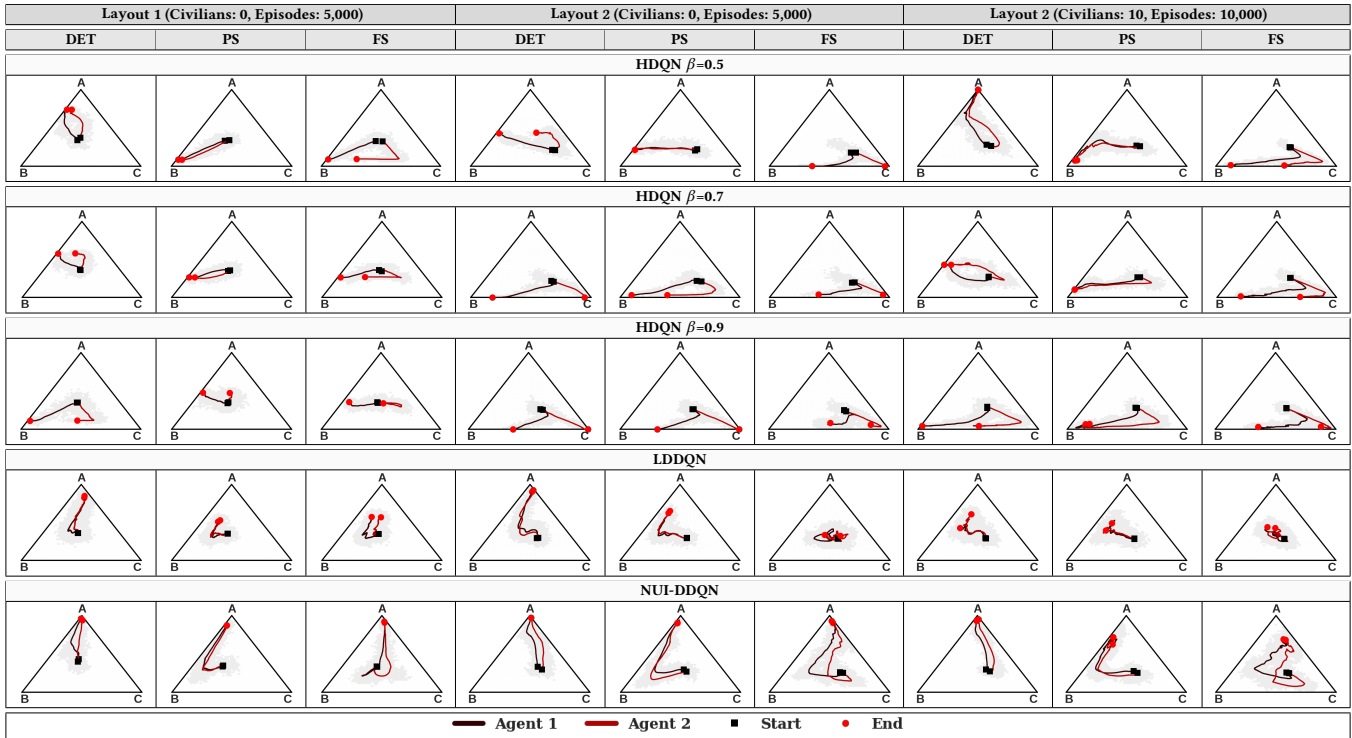 Layout 1 (Civilians: 0, Episodes: 5,000) Layout 2 (Civilians: 0, Episodes: 5,000) Layout 2 (Civilians: 10, Episodes: 10,000)
DET PS FS DET PS FS DET PS FS
HDQN β=0.5
A A A A A A A A A
B C B C B C B C B C B C B C B C B C
HDQN β=0.7
A A A A A A A A A
B C B C B C B C B C B C B C B C B C
HDQN β=0.9
A A A A A A A A A
B C B C B C B C B C B C B C B C B C
LDDQN
A A A A A A A A A
B C B C B C B C B C B C B C B C B C
NUI-DDQN
A A A A A A A A A
B C B C B C B C B C B C B C B C B C
Agent 1 Agent 2 Start End